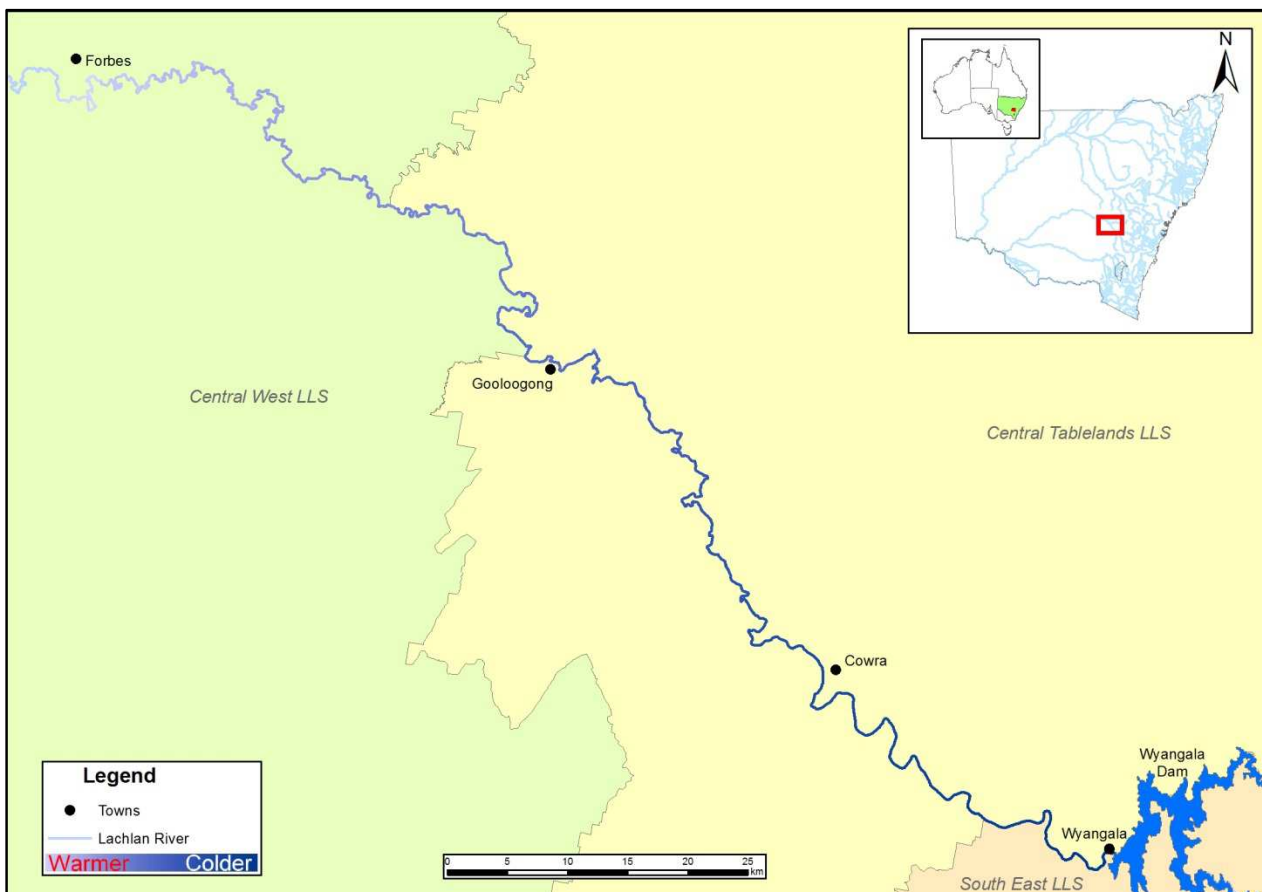 Forbes
N
Gooloogong
Central West LLS
Central Tablelands LLS
Cowra
Wyangala
Dam
Wyangala
South East LLS
Legend
Towns
Lachlan River
Warmer Colder
0 5 10 15 20 25
km